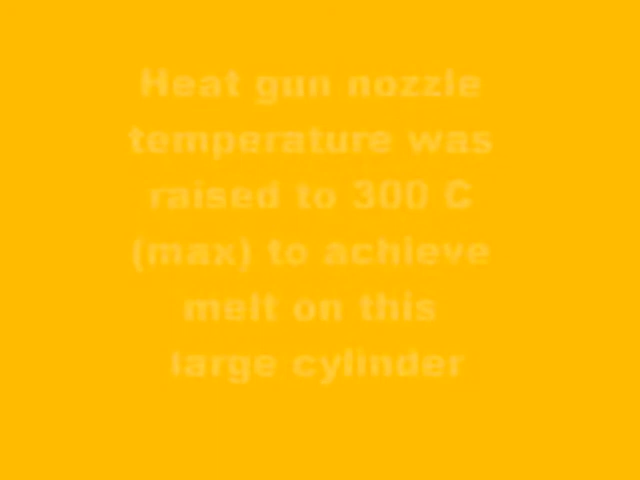 Heat gun nozzle
temperature was
raised to 300 C
(max) to achieve
melt on this
large cylinder